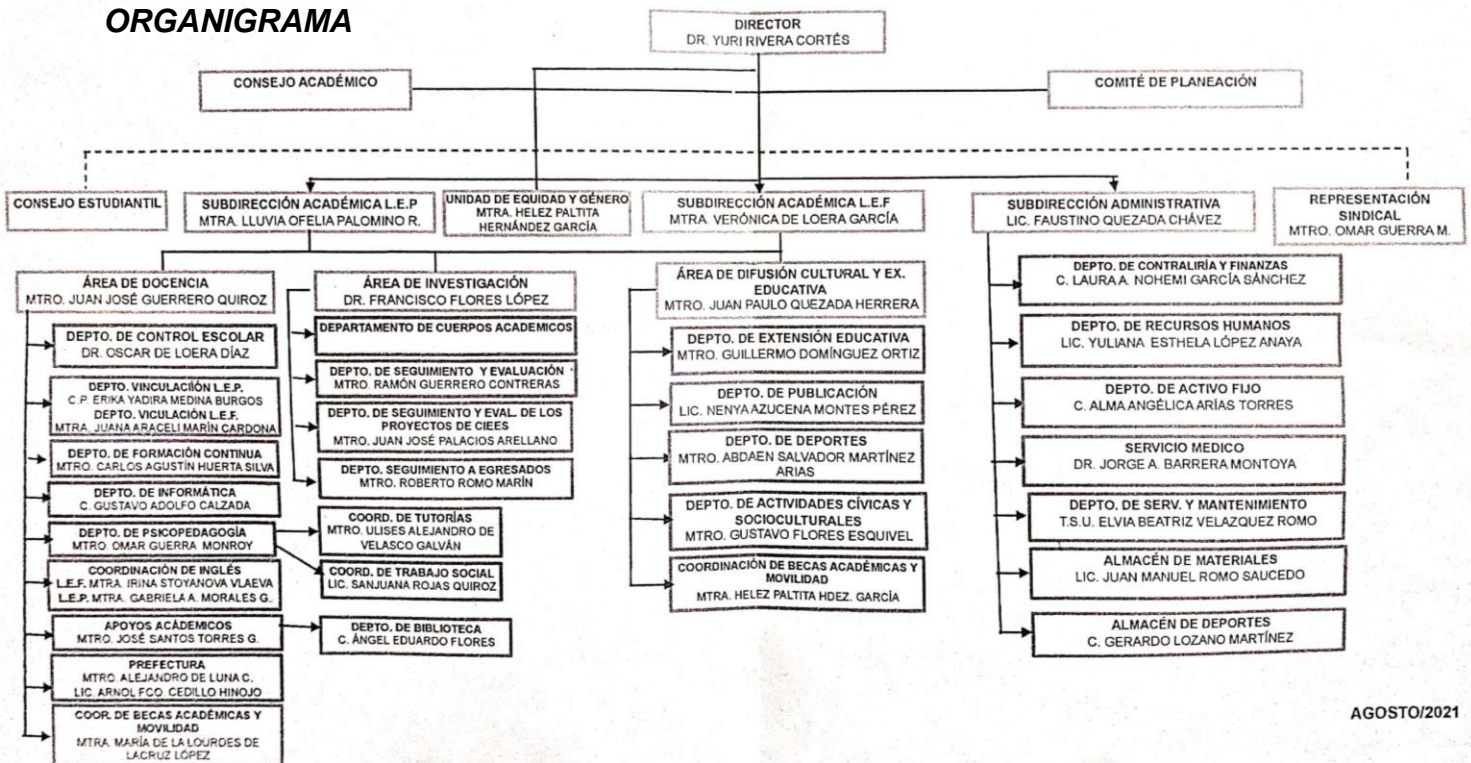 ORGANIGRAMA
DIRECTOR
DR. YURI RIVERA CORTÉS
CONSEJO ACADÉMICO
COMITÉ DE PLANEACIÓN
CONSEJO ESTUDIANTIL
SUBDIRECCIÓN ACADÉMICA L.E.P
MTRA. LLUVIA OFELIA PALOMINO R.
UNIDAD DE EQUIDAD Y GÉNERO
MTRA. HELEZ PALTITA
HERNÁNDEZ GARCÍA
SUBDIRECCIÓN ACADÉMICA L.E.F
MTRA. VERÓNICA DE LOERA GARCÍA
SUBDIRECCIÓN ADMINISTRATIVA
LIC. FAUSTINO QUEZADA CHÁVEZ
REPRESENTACIÓN
SINDICAL
MTRO. OMAR GUERRA M.
ÁREA DE DOCENCIA
MTRO. JUAN JOSÉ GUERRERO QUIROZ
DEPTO. DE CONTROL ESCOLAR
DR. OSCAR DE LOERA DÍAZ
DEPTO. VINCULACIIÓN L.E.P.
C.P. ERIKA YADIRA MEDINA BURGOS
DEPTO. VICULACIÓN L.E.F.
MTRA. JUANA ARACELI MARÍN CARDONA
DEPTO. DE FORMACIÓN CONTINUA
MTRO. CARLOS AGUSTÍN HUERTA SILVA
DEPTO. DE INFORMÁTICA
C. GUSTAVO ADOLFO CALZADA
DEPTO. DE PSICOPEDAGOGÍA
MTRO. OMAR GUERRA MONROY
COORDINACIÓN DE INGLÉS
L.E.F. MTRA. IRINA STOYANOVA VLAEVA
L.E.P. MTRA. GABRIELA A. MORALES G.
APOYOS ACÁDEMICOS
MTRO. JOSÉ SANTOS TORRES G.
PREFECTURA
MTRO ALEJANDRO DE LUNA C.
LIC. ARNOL FCO. CEDILLO HINOJO
COOR. DE BECAS ACADÉMICAS Y
MOVILIDAD
MTRA. MARÍA DE LA LOURDES DE
LACRUZ LÓPEZ
ÁREA DE INVESTIGACIÓN
DR. FRANCISCO FLORES LÓPEZ
DEPARTAMENTO DE CUERPOS ACADEMICOS
DEPTO. DE SEGUIMIENTO Y EVALUACIÓN
MTRO. RAMÓN GUERRERO CONTRERAS
DEPTO. DE SEGUIMIENTO Y EVAL. DE LOS
PROYECTOS DE CIEES
MTRO. JUAN JOSÉ PALACIOS ARELLANO
DEPTO. SEGUIMIENTO A EGRESADOS
MTRO. ROBERTO ROMO MARÍN
COORD. DE TUTORÍAS
MTRO. ULISES ALEJANDRO DE
VELASCO GALVÁN
COORD. DE TRABAJO SOCIAL
LIC. SANJUANA ROJAS QUIROZ
DEPTO. DE BIBLIOTECA
C. ÁNGEL EDUARDO FLORES
ÁREA DE DIFUSIÓN CULTURAL Y EX.
EDUCATIVA
MTRO. JUAN PAULO QUEZADA HERRERA
DEPTO. DE EXTENSIÓN EDUCATIVA
MTRO. GUILLERMO DOMÍNGUEZ ORTIZ
DEPTO. DE PUBLICACIÓN
LIC. NENYA AZUCENA MONTES PÉREZ
DEPTO. DE DEPORTES
MTRO. ABDAEN SALVADOR MARTÍNEZ
ARIAS
DEPTO. DE ACTIVIDADES CÍVICAS Y
SOCIOCULTURALES
MTRO. GUSTAVO FLORES ESQUIVEL
COORDINACIÓN DE BECAS ACADÉMICAS Y
MOVILIDAD
MTRA. HELEZ PALTITA HDEZ. GARCÍA
DEPTO. DE CONTRALIRÍA Y FINANZAS
C. LAURA A. NOHEMI GARCÍA SÁNCHEZ
DEPTO. DE RECURSOS HUMANOS
LIC. YULIANA ESTHELA LÓPEZ ANAYA
DEPTO. DE ACTIVO FIJO
C. ALMA ANGÉLICA ARÍAS TORRES
SERVICIO MEDICO
DR. JORGE A. BARRERA MONTOYA
DEPTO. DE SERV. Y MANTENIMIENTO
T.S.U. ELVIA BEATRIZ VELAZQUEZ ROMO
ALMACÉN DE MATERIALES
LIC. JUAN MANUEL ROMO SAUCEDO
ALMACÉN DE DEPORTES
C. GERARDO LOZANO MARTÍNEZ
AGOSTO/2021